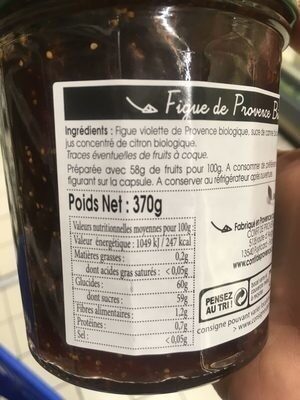 Figue de Provence
Ingrédients : Figue violette de Provence biologique, sucre de canne
jus concentré de citron biologique.
Traces éventuelles de fruits à coque.
Préparée avec 58g de fruits pour 100g. A consommer de
figurant sur la capsule. A conserver au réfrigérateur après ouverture
Poids Net : 370g
Valeurs nutritionnelles moyennes pour 100g
Valeur énergétique : 1049 kJ / 247 kcal
Matières grasses : 0,2g
dont acides gras saturés : <0,05g
Glucides : 60g
dont sucres : 59g
Fibres alimentaires : 1,2g
Protéines : 0,7g
Sel : <0,05g
Fabriqué en Provence
PENSEZ
AU TRI !
consigne pouvant